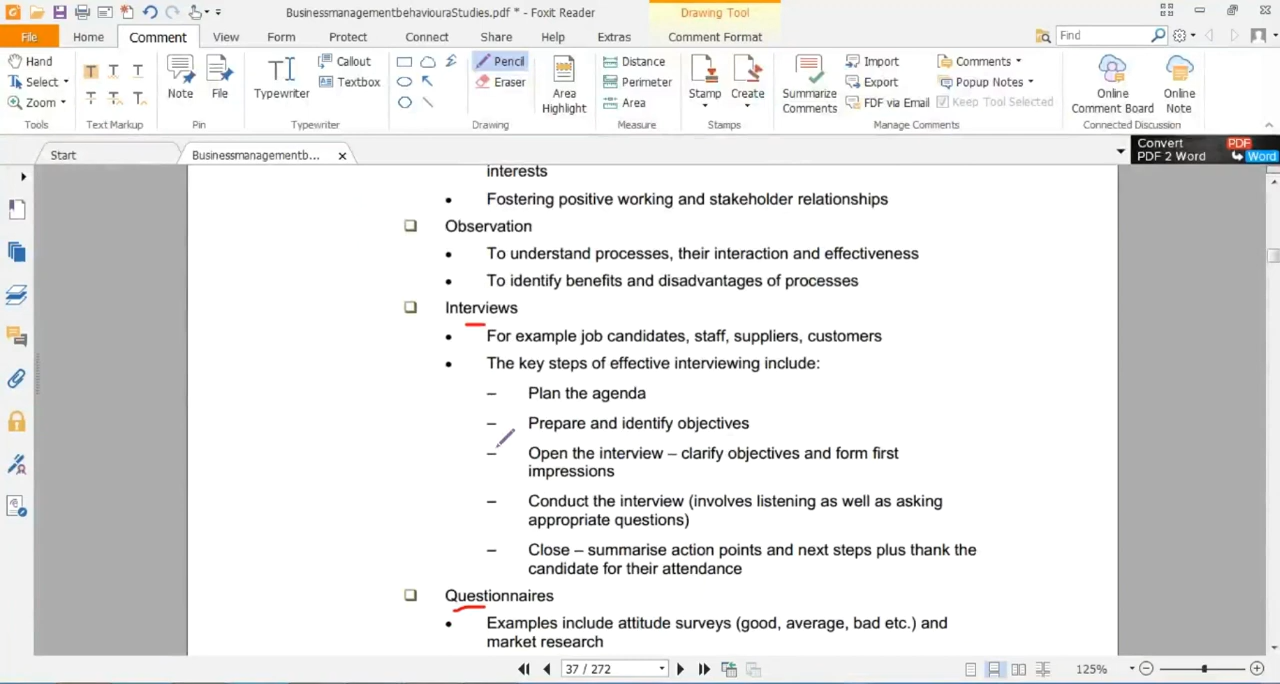 BusinessmanagementbehaviouraStudies.pdf * - Foxit Reader
Drawing Tool
File Home Comment View Form Protect Connect Share Help Extras Comment Format Find
Hand
Select
Zoom
Tools
Text Markup
Note
File
Pin
Typewriter
Callout
Textbox
Typewriter
Pencil
Eraser
Area
Highlight
Drawing
Distance
Perimeter
Area
Measure
Stamp
Create
Stamps
Summarize
Comments
Import
Export
FDF via Email
Comments
Popup Notes
Keep Tool Selected
Manage Comments
Online
Comment Board
Online
Note
Connected Discussion
Start
Businessmanagementb...
Convert PDF
PDF 2 Word Word
interests
• Fostering positive working and stakeholder relationships
❑ Observation
• To understand processes, their interaction and effectiveness
• To identify benefits and disadvantages of processes
❑ Interviews
• For example job candidates, staff, suppliers, customers
• The key steps of effective interviewing include:
– Plan the agenda
– Prepare and identify objectives
– Open the interview – clarify objectives and form first
impressions
– Conduct the interview (involves listening as well as asking
appropriate questions)
– Close – summarise action points and next steps plus thank the
candidate for their attendance
❑ Questionnaires
• Examples include attitude surveys (good, average, bad etc.) and
market research
37 / 272
125%